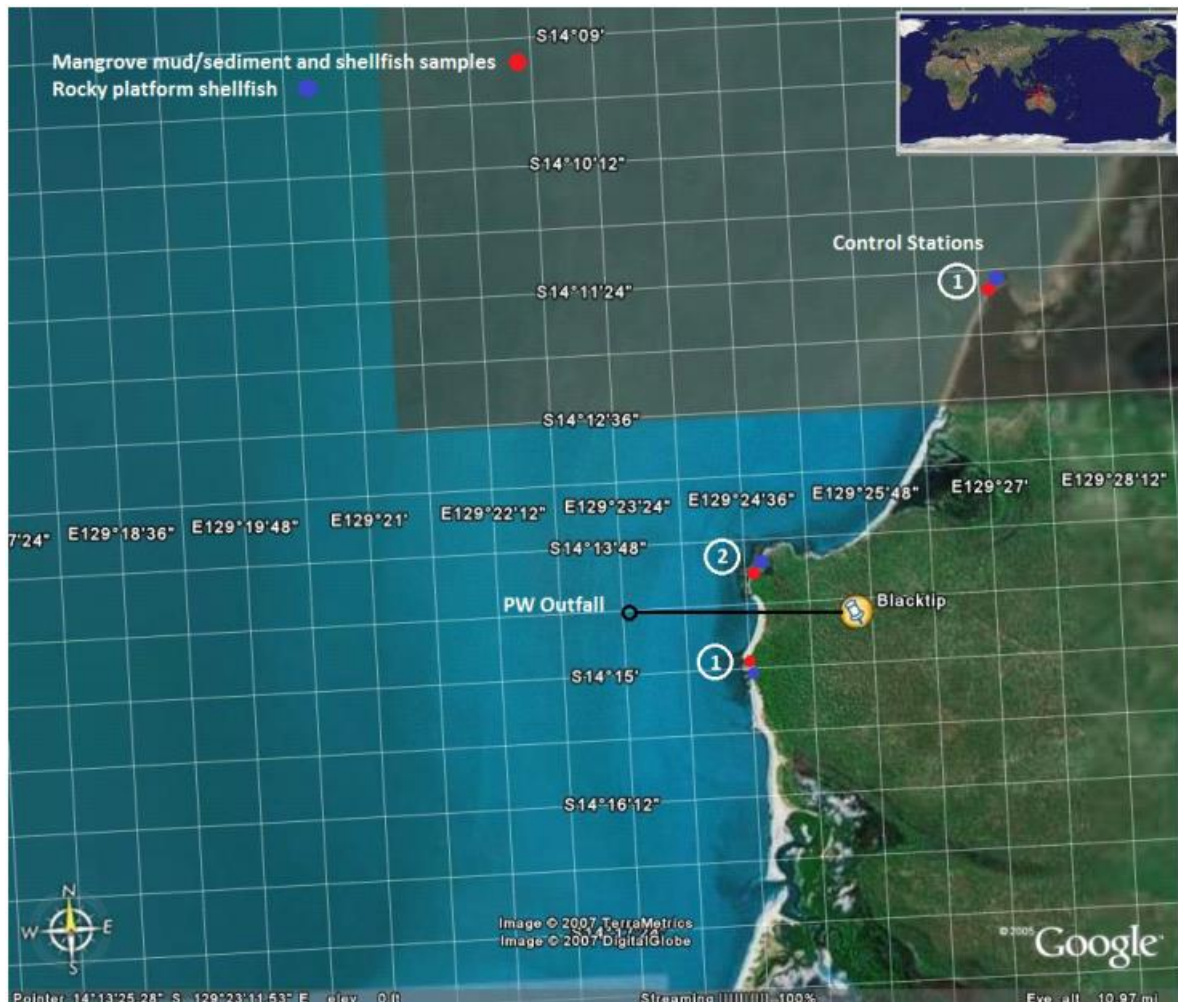 S14°09'
Mangrove mud/sediment and shellfish samples
Rocky platform shellfish
S14°10'12"
Control Stations
1
S14°11'24"
S14°12'36"
7'24" E129°18'36" E129°19'48" E129°21' E129°22'12" E129°23'24" E129°24'36" E129°25'48" E129°27' E129°28'12"
S14°13'48"
2
PW Outfall
Blacktip
1
S14°15'
S14°16'12"
N
W E
S
Image © 2007 TerraMetrics
Image © 2007 DigitalGlobe
© 2005 Google
Pointer 14°13'25.28" S 129°23'11.53" E elev 0 ft Streaming 100% Eye alt 10.97 mi